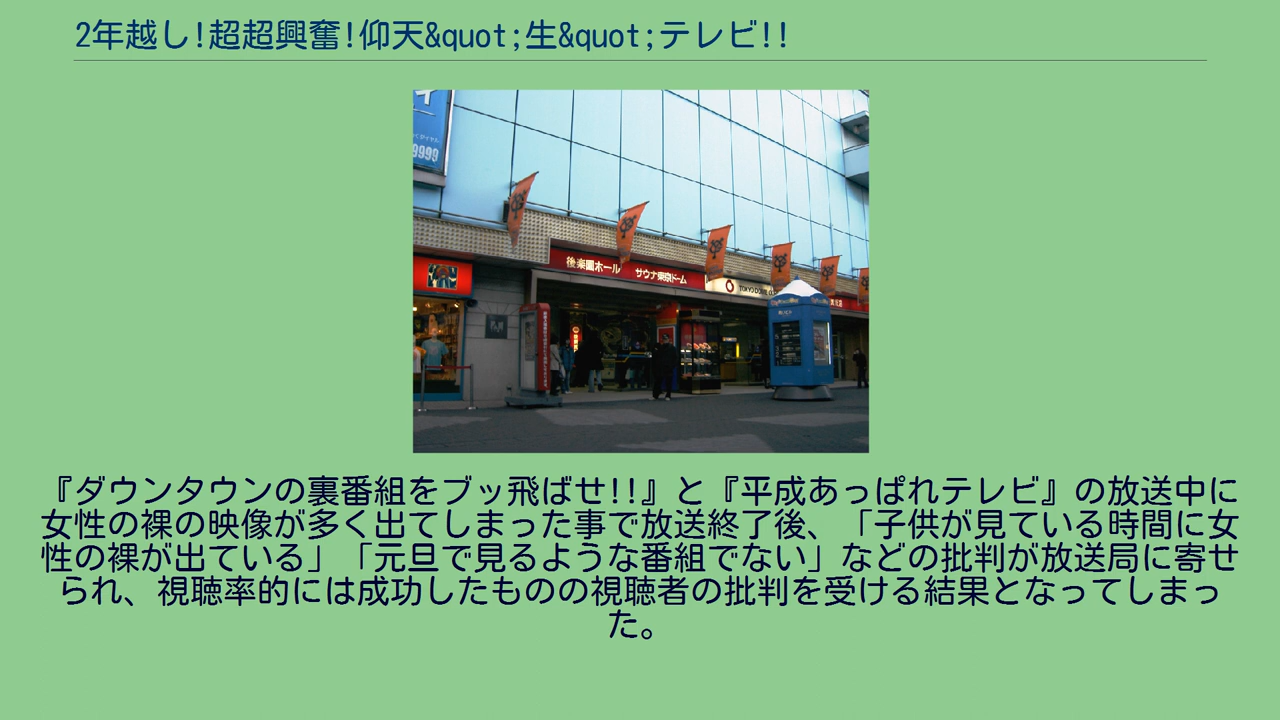 2年越し!超超興奮!仰天&quot;生&quot;テレビ!!
9999
後楽園ホール サウナ東京ドーム
TOKYO DOME
『ダウンタウンの裏番組をブッ飛ばせ!!』と『平成あっぱれテレビ』の放送中に
女性の裸の映像が多く出てしまった事で放送終了後、「子供が見ている時間に女
性の裸が出ている」「元旦で見るような番組でない」などの批判が放送局に寄せ
られ、視聴率的には成功したものの視聴者の批判を受ける結果となってしまっ
た。